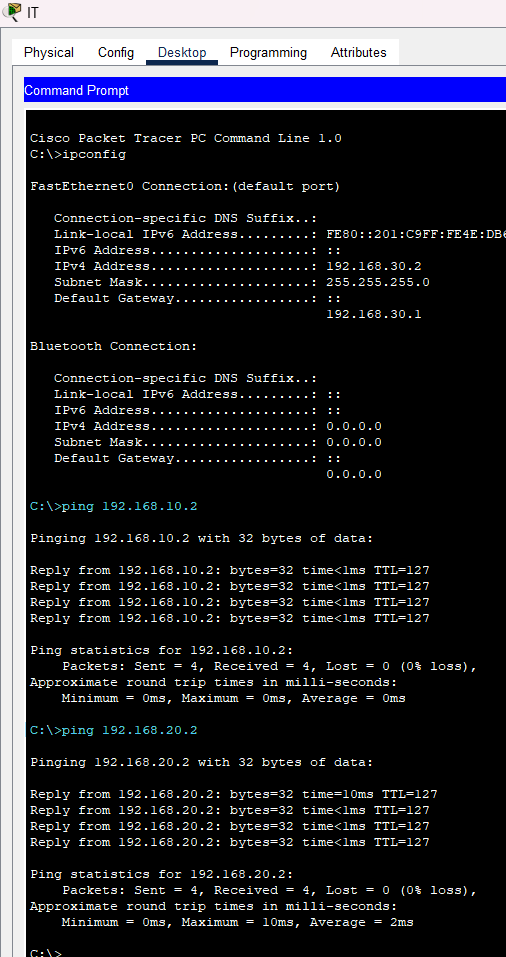 IT
Physical Config Desktop Programming Attributes
Command Prompt
Cisco Packet Tracer PC Command Line 1.0
C:\>ipconfig
FastEthernet0 Connection:(default port)
Connection-specific DNS Suffix..:
Link-local IPv6 Address.........: FE80::201:C9FF:FE4E:DB6
IPv6 Address....................: ::
IPv4 Address....................: 192.168.30.2
Subnet Mask.....................: 255.255.255.0
Default Gateway.................: ::
192.168.30.1
Bluetooth Connection:
Connection-specific DNS Suffix..:
Link-local IPv6 Address.........: ::
IPv6 Address....................: ::
IPv4 Address....................: 0.0.0.0
Subnet Mask.....................: 0.0.0.0
Default Gateway.................: ::
0.0.0.0
C:\>ping 192.168.10.2
Pinging 192.168.10.2 with 32 bytes of data:
Reply from 192.168.10.2: bytes=32 time<1ms TTL=127
Reply from 192.168.10.2: bytes=32 time<1ms TTL=127
Reply from 192.168.10.2: bytes=32 time<1ms TTL=127
Reply from 192.168.10.2: bytes=32 time<1ms TTL=127
Ping statistics for 192.168.10.2:
Packets: Sent = 4, Received = 4, Lost = 0 (0% loss),
Approximate round trip times in milli-seconds:
Minimum = 0ms, Maximum = 0ms, Average = 0ms
C:\>ping 192.168.20.2
Pinging 192.168.20.2 with 32 bytes of data:
Reply from 192.168.20.2: bytes=32 time=10ms TTL=127
Reply from 192.168.20.2: bytes=32 time<1ms TTL=127
Reply from 192.168.20.2: bytes=32 time<1ms TTL=127
Reply from 192.168.20.2: bytes=32 time<1ms TTL=127
Ping statistics for 192.168.20.2:
Packets: Sent = 4, Received = 4, Lost = 0 (0% loss),
Approximate round trip times in milli-seconds:
Minimum = 0ms, Maximum = 10ms, Average = 2ms
C:\>